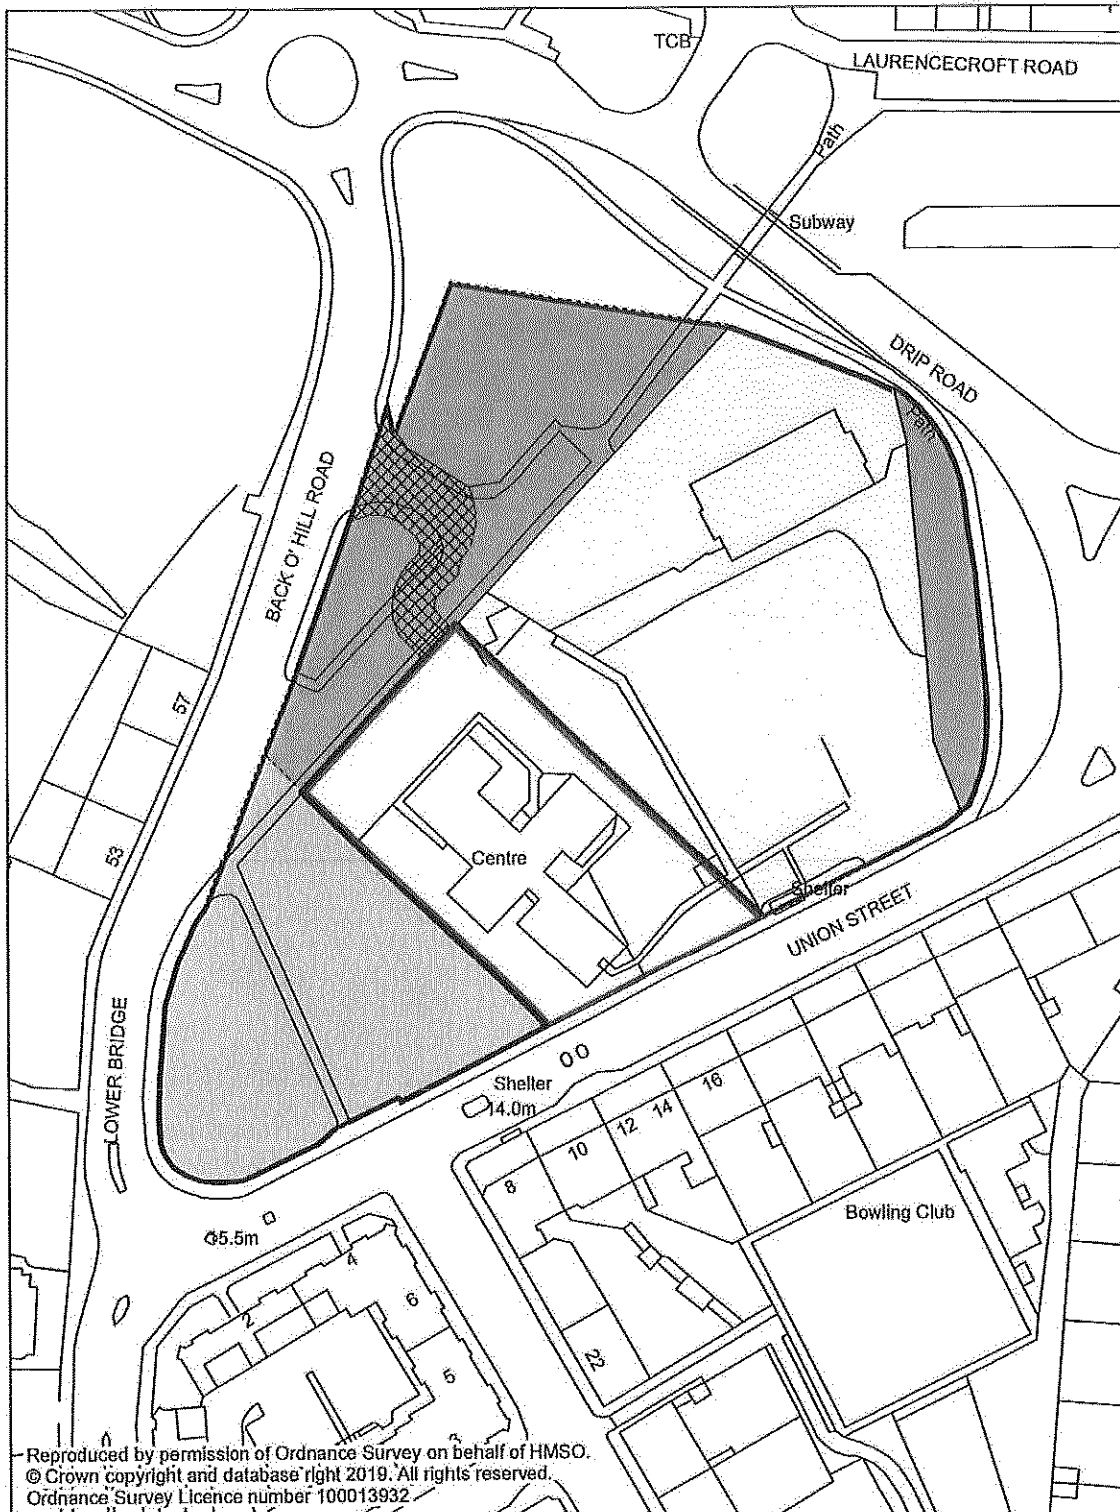 TCB
LAURENCECROFT ROAD
Path
Subway
DRIP ROAD
Path
BACK O' HILL ROAD
57
53
Centre
Shelter
UNION STREET
LOWER BRIDGE
Shelter
14.0m
16
14
12
10
8
Bowling Club
15.5m
4
2
6
5
22
Reproduced by permission of Ordnance Survey on behalf of HMSO.
© Crown copyright and database right 2019. All rights reserved.
Ordnance Survey Licence number 100013932